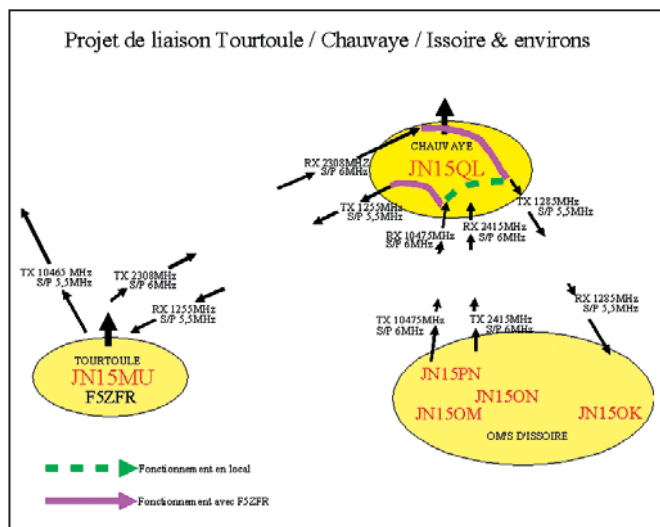 Projet de liaison Tourtoule / Chauvaye / Issoire & environs
CHAUVAYE
JN15QL
RX 2308MHZ
S/P 6MHz
TX 1255MHz
S/P 5,5MHz
RX 10475MHz
S/P 6MHz
RX 2415MHz
S/P 6MHz
TX 1285MHz
S/P 5,5MHz
TX 10465 MHz
S/P 5,5MHz
TX 2308MHz
S/P 6MHz
RX 1255MHz
S/P 5,5MHz
TX 10475MHz
S/P 6MHz
TX 2415MHz
S/P 6MHz
RX 1285MHz
S/P 5,5MHz
TOURTOULE
JN15MU
F5ZFR
JN15PN
JN15ON
JN15OM
JN15OK
OM'S D'ISSOIRE
Fonctionnement en local
Fonctionnement avec F5ZFR